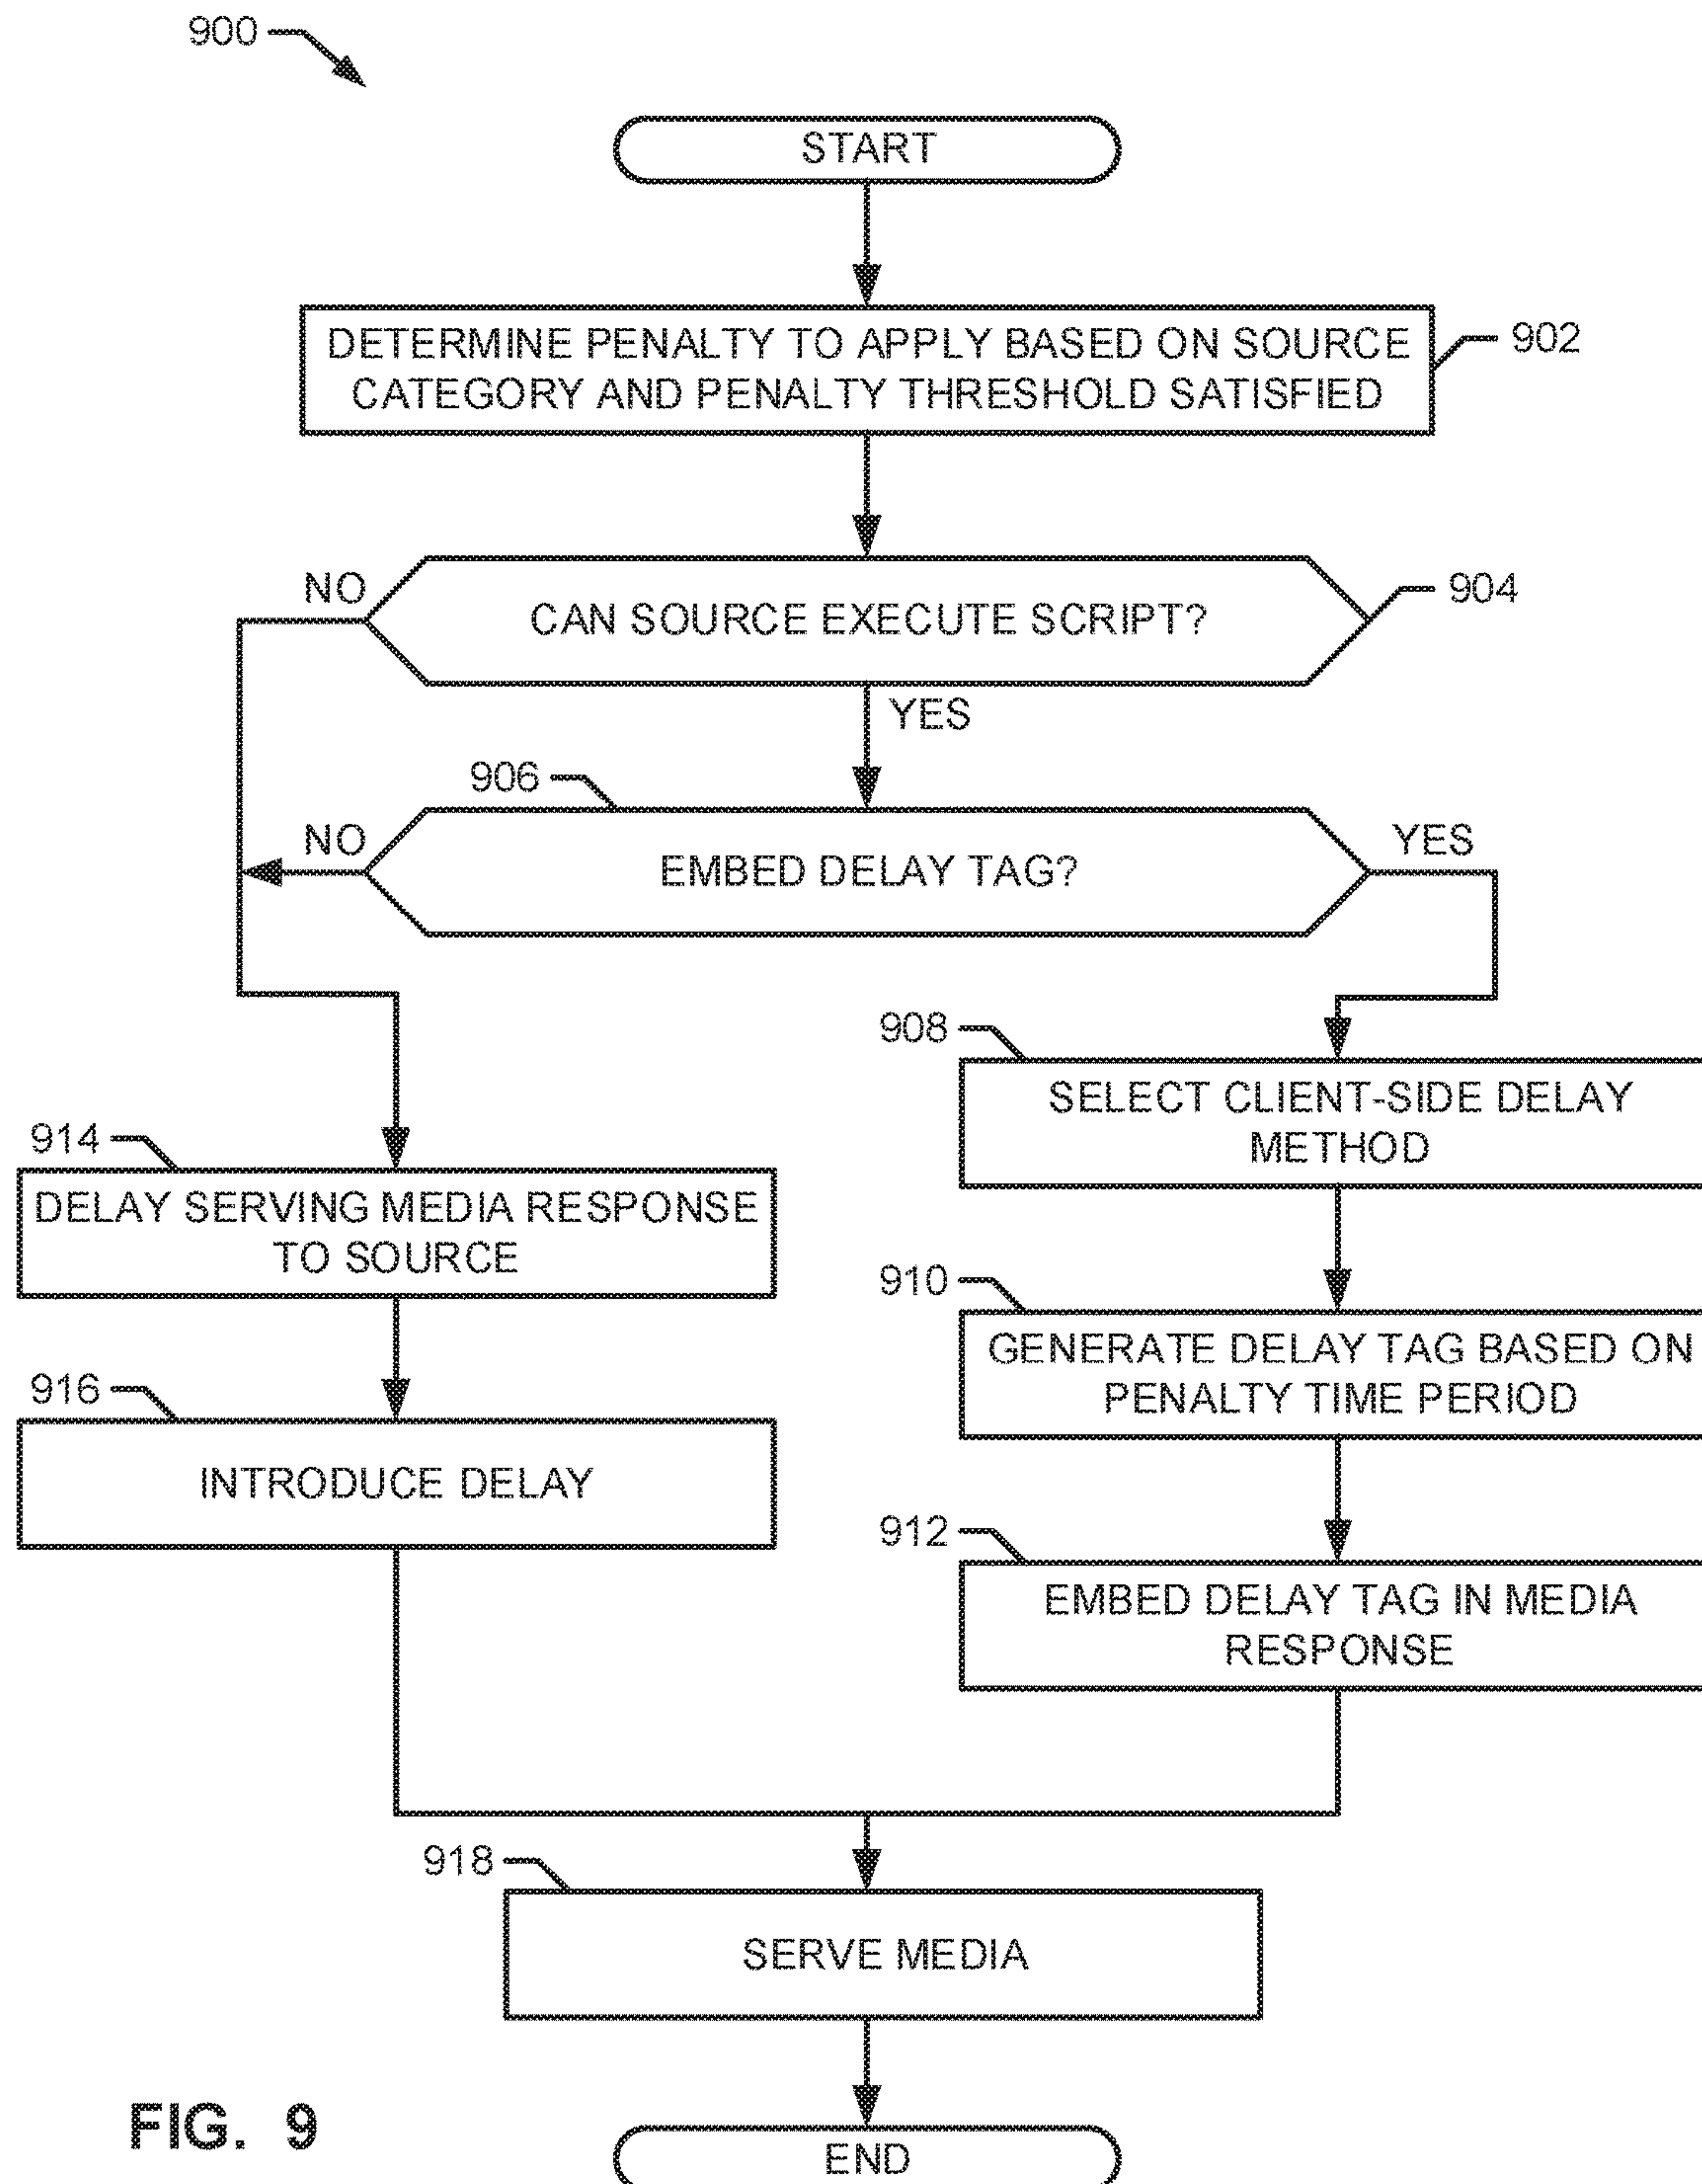 900
START
DETERMINE PENALTY TO APPLY BASED ON SOURCE
CATEGORY AND PENALTY THRESHOLD SATISFIED
902
NO
CAN SOURCE EXECUTE SCRIPT?
904
YES
906
NO
EMBED DELAY TAG?
YES
908
SELECT CLIENT-SIDE DELAY
METHOD
914
DELAY SERVING MEDIA RESPONSE
TO SOURCE
910
GENERATE DELAY TAG BASED ON
PENALTY TIME PERIOD
916
INTRODUCE DELAY
912
EMBED DELAY TAG IN MEDIA
RESPONSE
918
SERVE MEDIA
END
FIG. 9